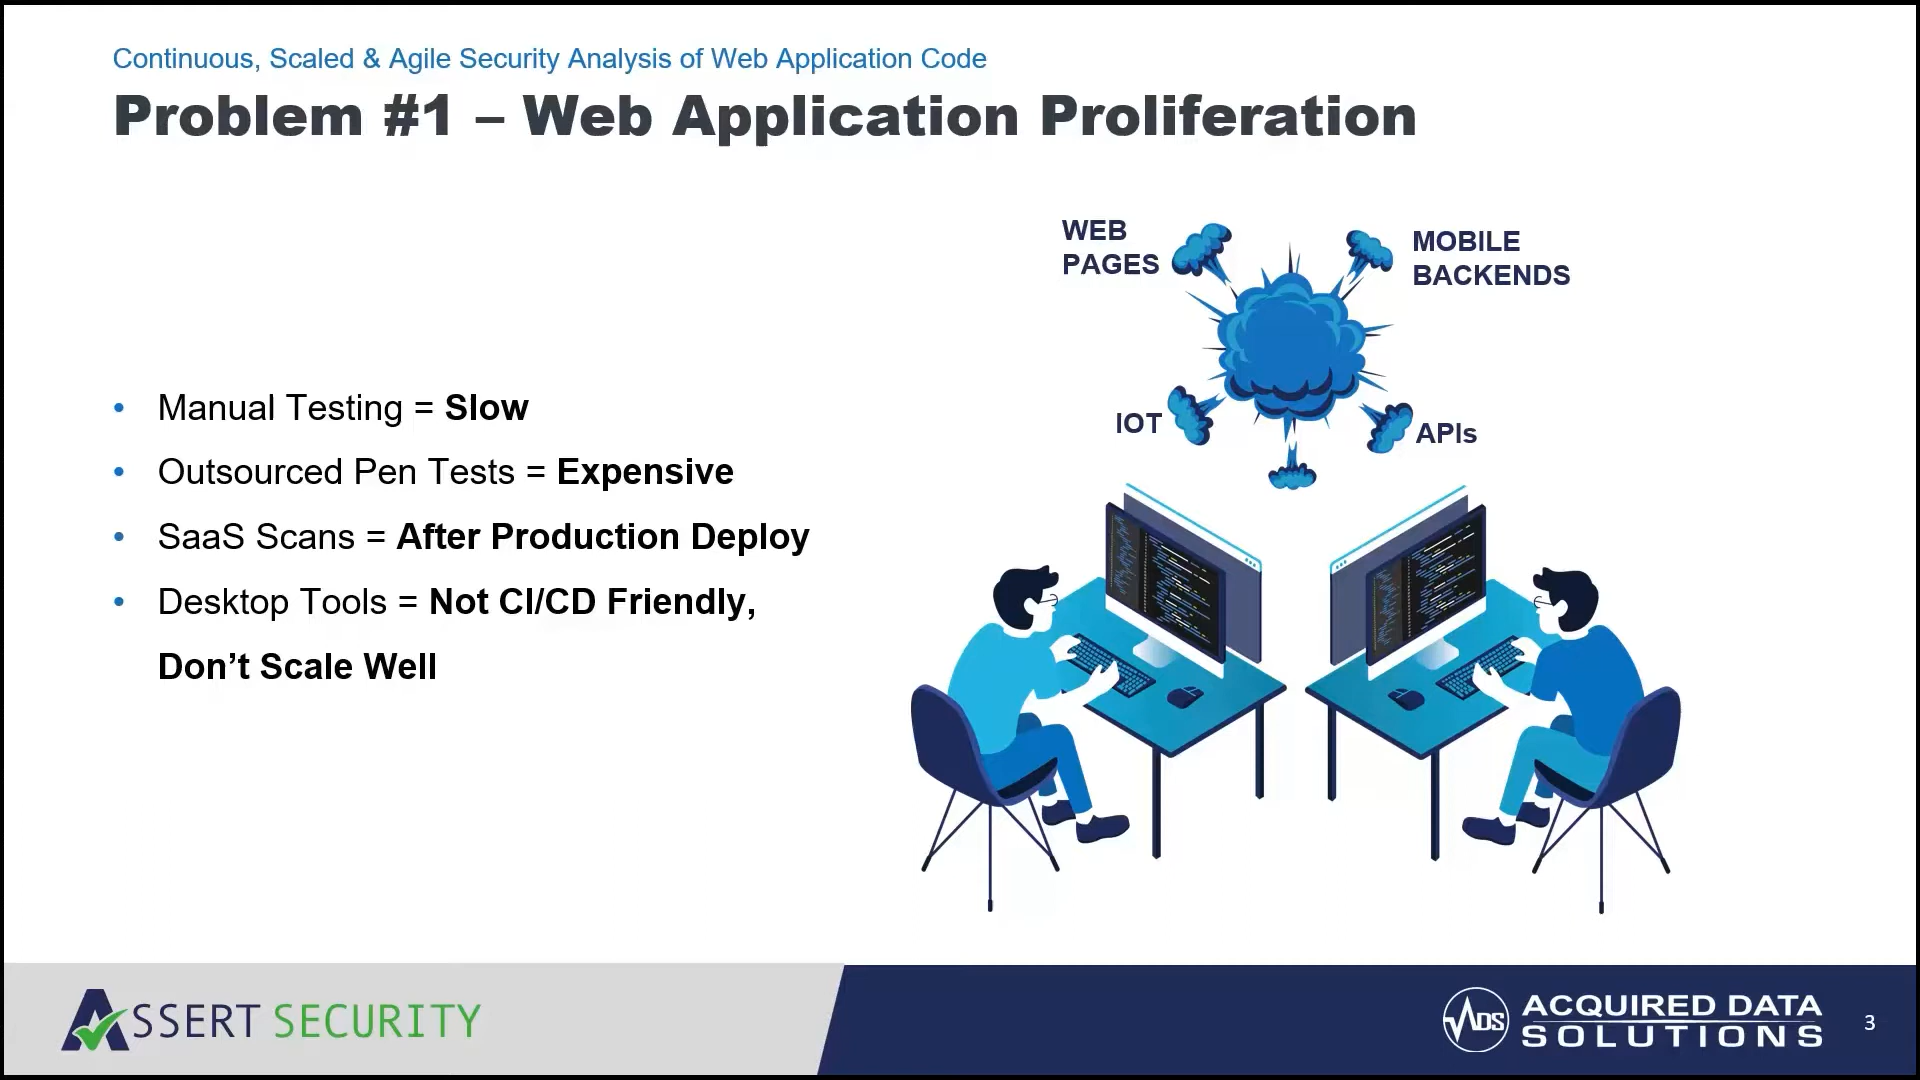 Continuous, Scaled & Agile Security Analysis of Web Application Code
Problem #1 – Web Application Proliferation
WEB
PAGES
MOBILE
BACKENDS
IOT
APIs
• Manual Testing = Slow
• Outsourced Pen Tests = Expensive
• SaaS Scans = After Production Deploy
• Desktop Tools = Not CI/CD Friendly,
Don’t Scale Well
ASSERT SECURITY
ADS
ACQUIRED DATA
SOLUTIONS
3